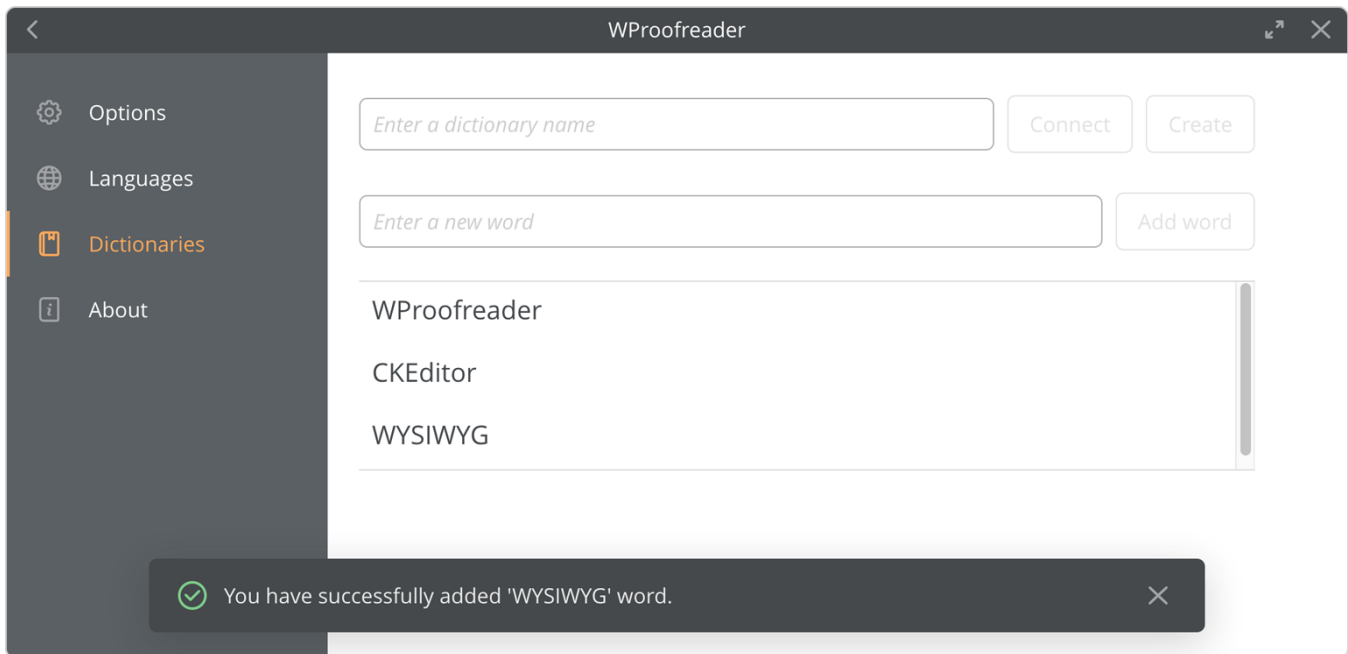 WProofreader
Options
Languages
Dictionaries
About
Enter a dictionary name
Connect
Create
Enter a new word
Add word
WProofreader
CKEditor
WYSIWYG
You have successfully added 'WYSIWYG' word.